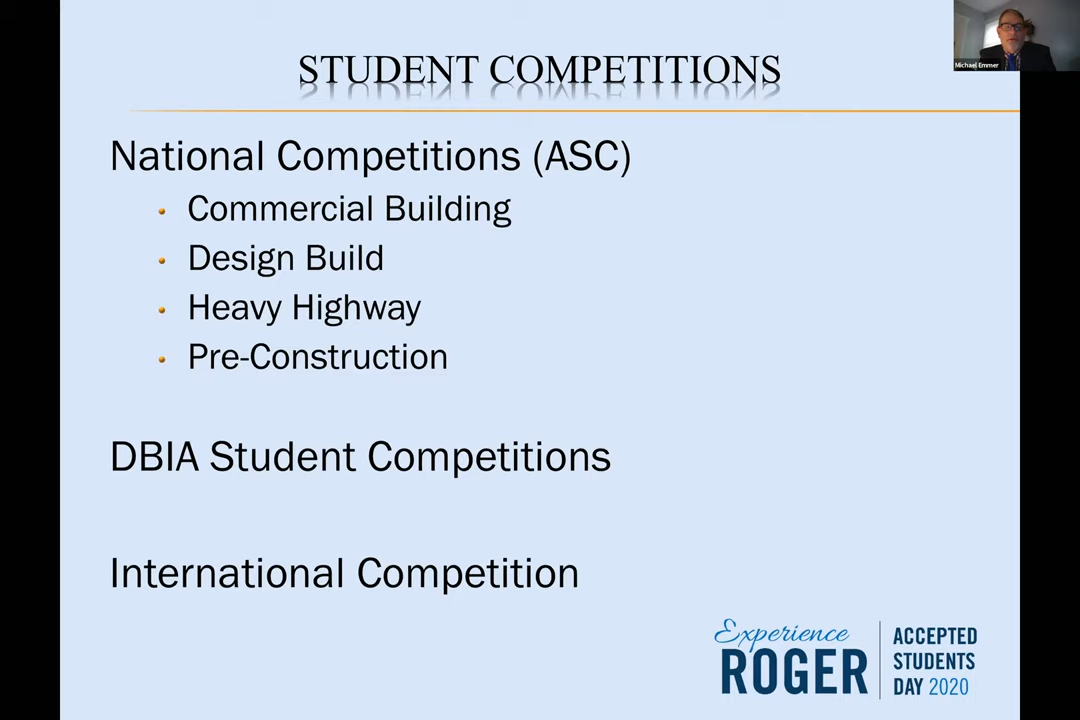 STUDENT COMPETITIONS
Michael Emmer
National Competitions (ASC)
• Commercial Building
• Design Build
• Heavy Highway
• Pre-Construction
DBIA Student Competitions
International Competition
Experience
ROGER
ACCEPTED
STUDENTS
DAY 2020